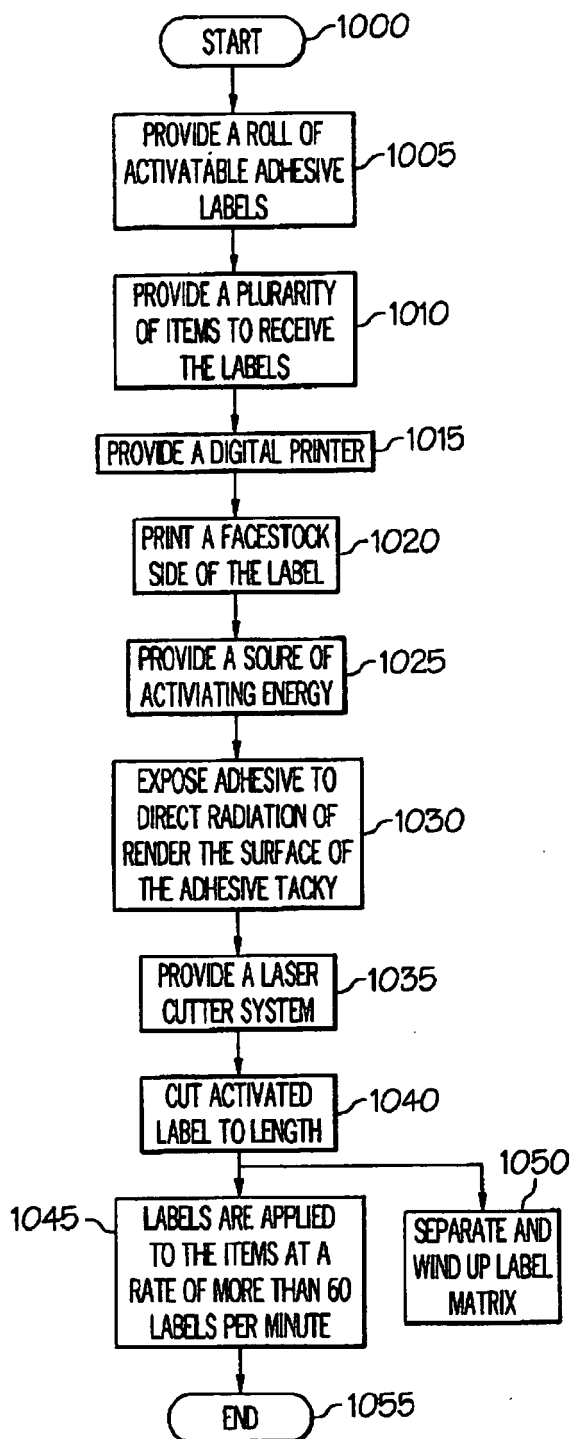 START
1000
PROVIDE A ROLL OF
ACTIVATABLE ADHESIVE
LABELS
1005
PROVIDE A PLURARITY
OF ITEMS TO RECEIVE
THE LABELS
1010
PROVIDE A DIGITAL PRINTER
1015
PRINT A FACESTOCK
SIDE OF THE LABEL
1020
PROVIDE A SOURE OF
ACTIVIATING ENERGY
1025
EXPOSE ADHESIVE TO
DIRECT RADIATION OF
RENDER THE SURFACE OF
THE ADHESIVE TACKY
1030
PROVIDE A LASER
CUTTER SYSTEM
1035
CUT ACTIVATED
LABEL TO LENGTH
1040
1045
LABELS ARE APPLIED
TO THE ITEMS AT A
RATE OF MORE THAN 60
LABELS PER MINUTE
1050
SEPARATE AND
WIND UP LABEL
MATRIX
END
1055